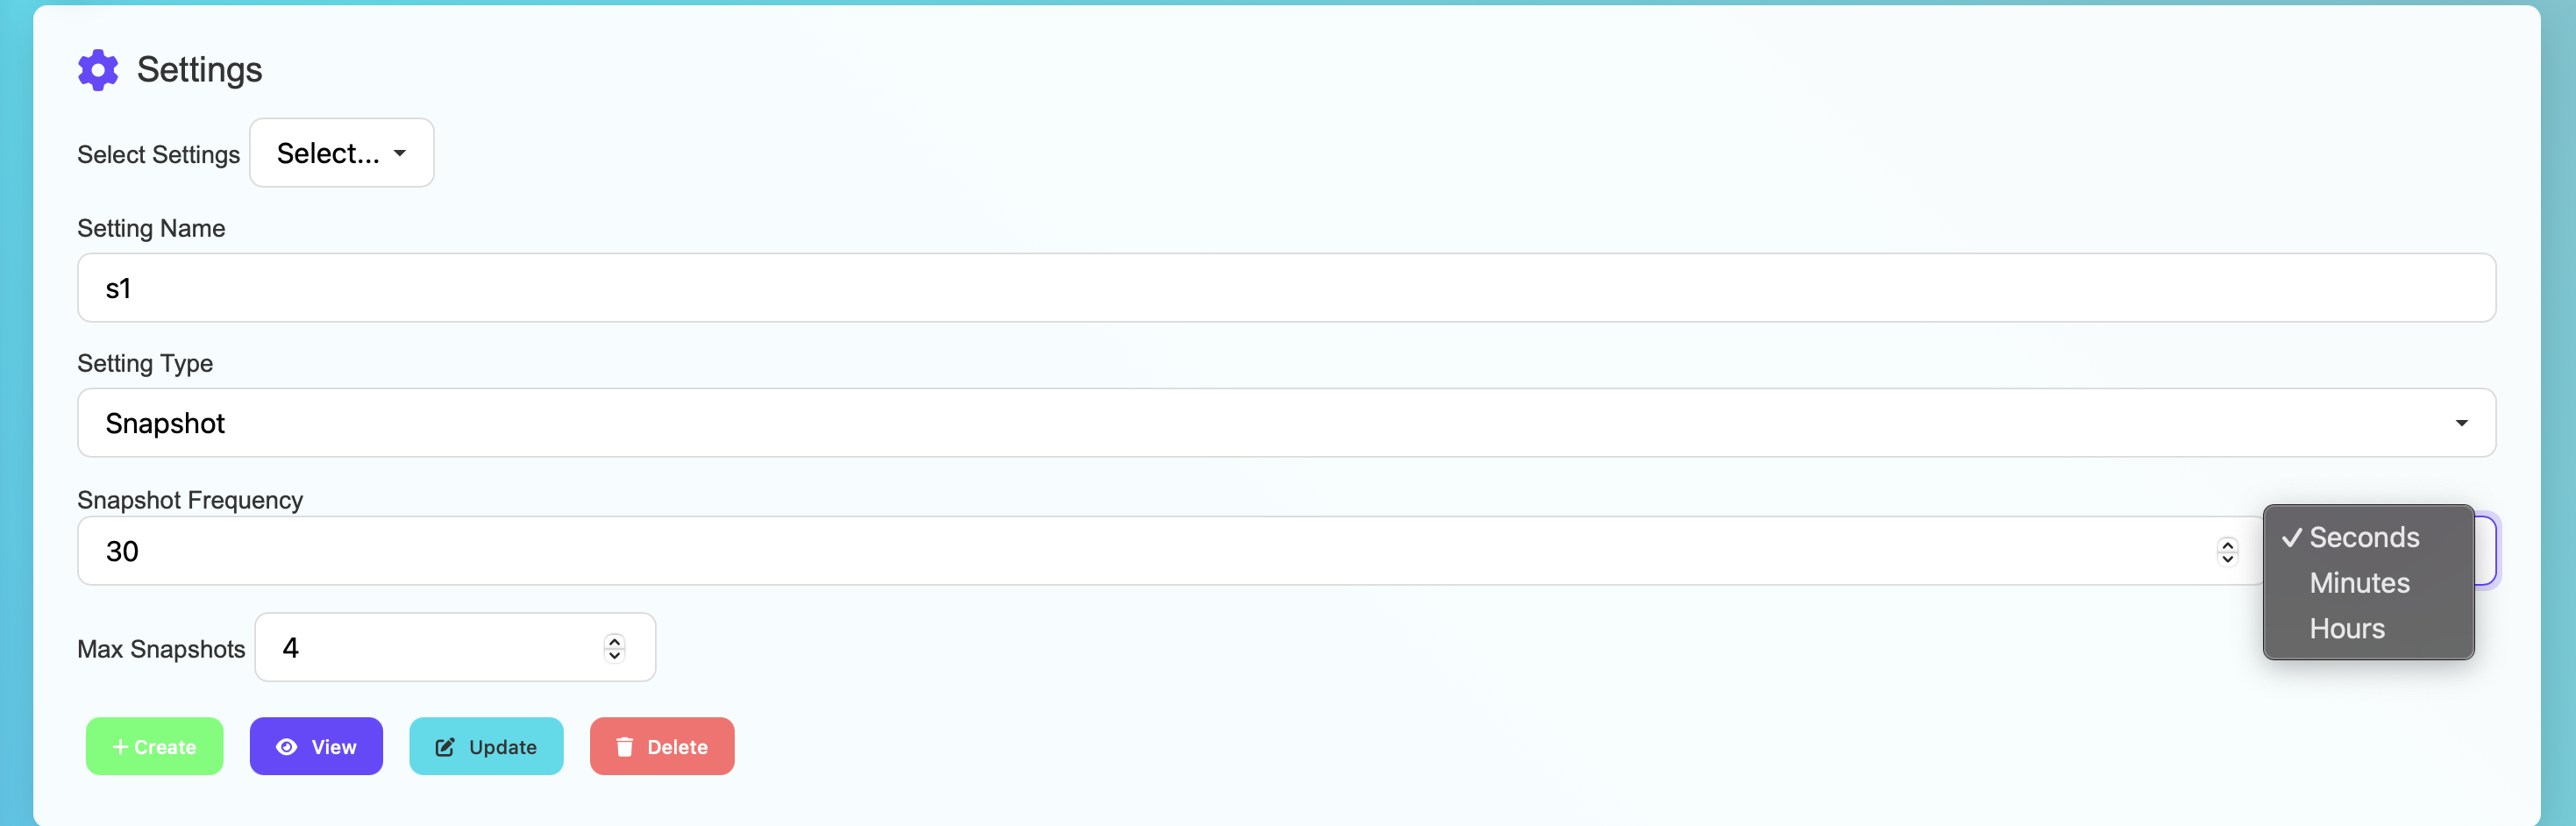 Settings
Select Settings Select...
Setting Name
s1
Setting Type
Snapshot
Snapshot Frequency
30
Seconds
Minutes
Hours
Max Snapshots 4
Create View Update Delete